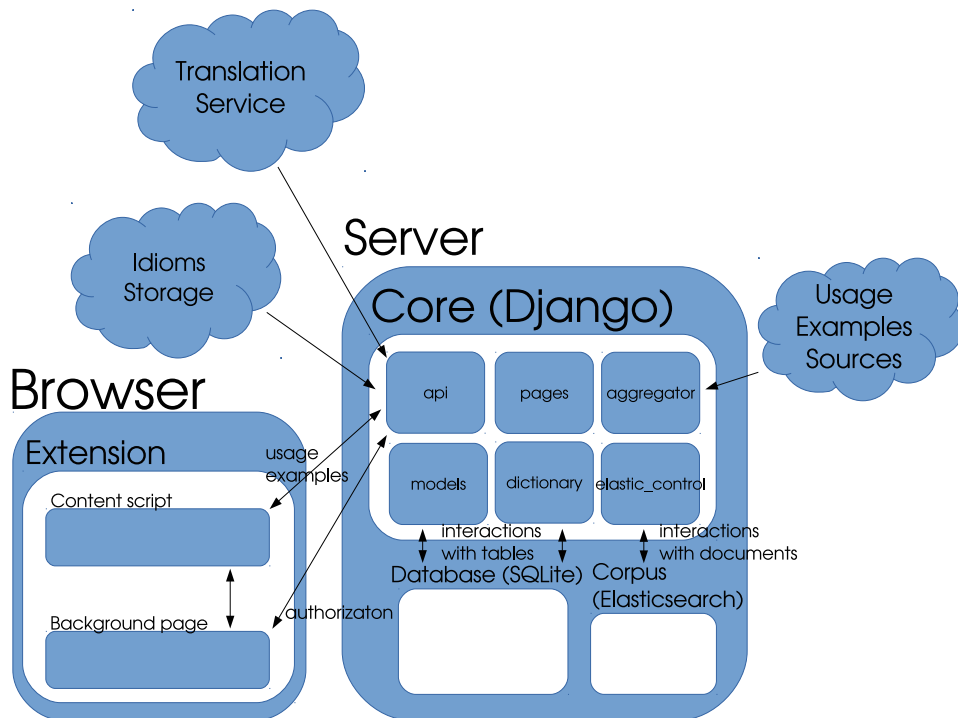 Translation
Service
Idioms
Storage
Server
Core (Django)
Usage
Examples
Sources
api
pages
aggregator
models
dictionary
elastic_control
Browser
Extension
usage
examples
Content script
Background page
authorizaton
interactions
with tables
interactions
with documents
Database (SQLite)
Corpus
(Elasticsearch)